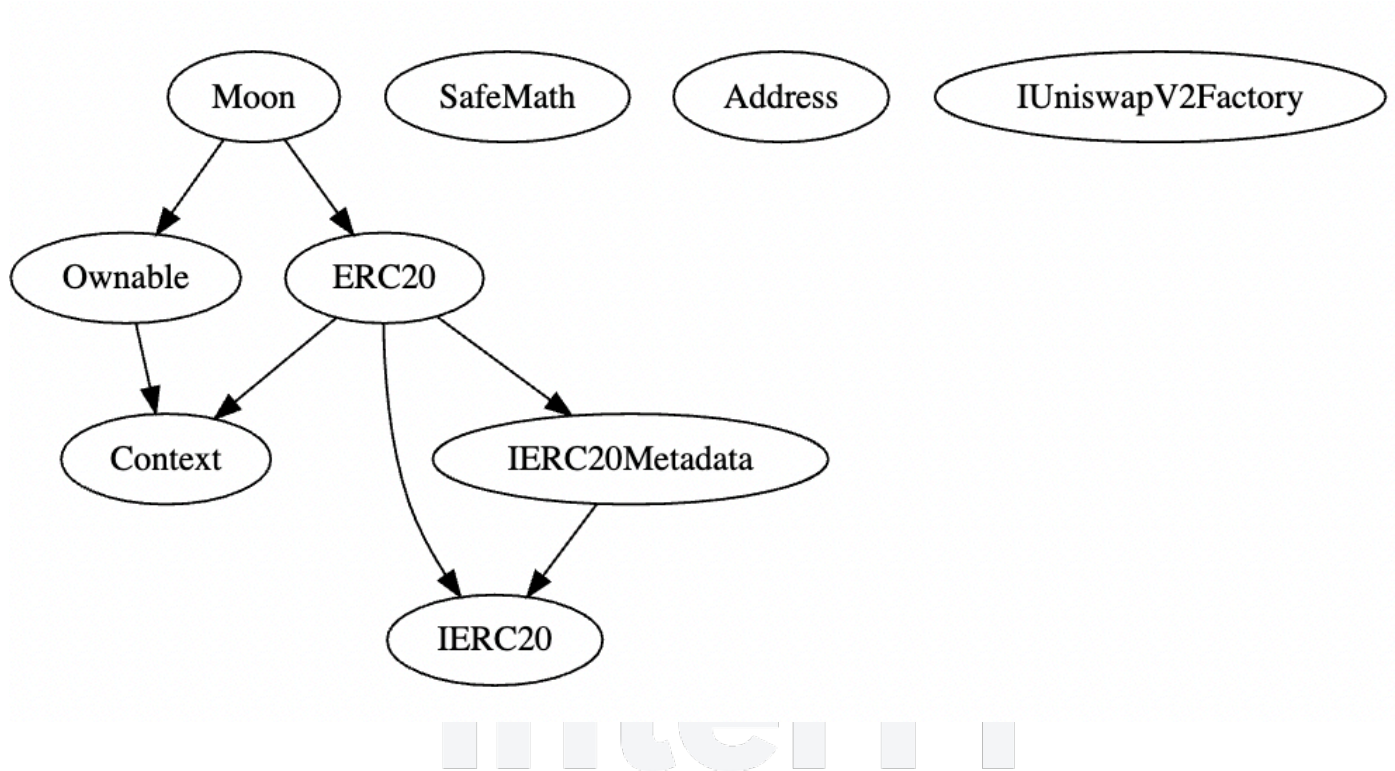 Moon SafeMath Address IUniswapV2Factory
Ownable ERC20
Context IERC20Metadata
IERC20